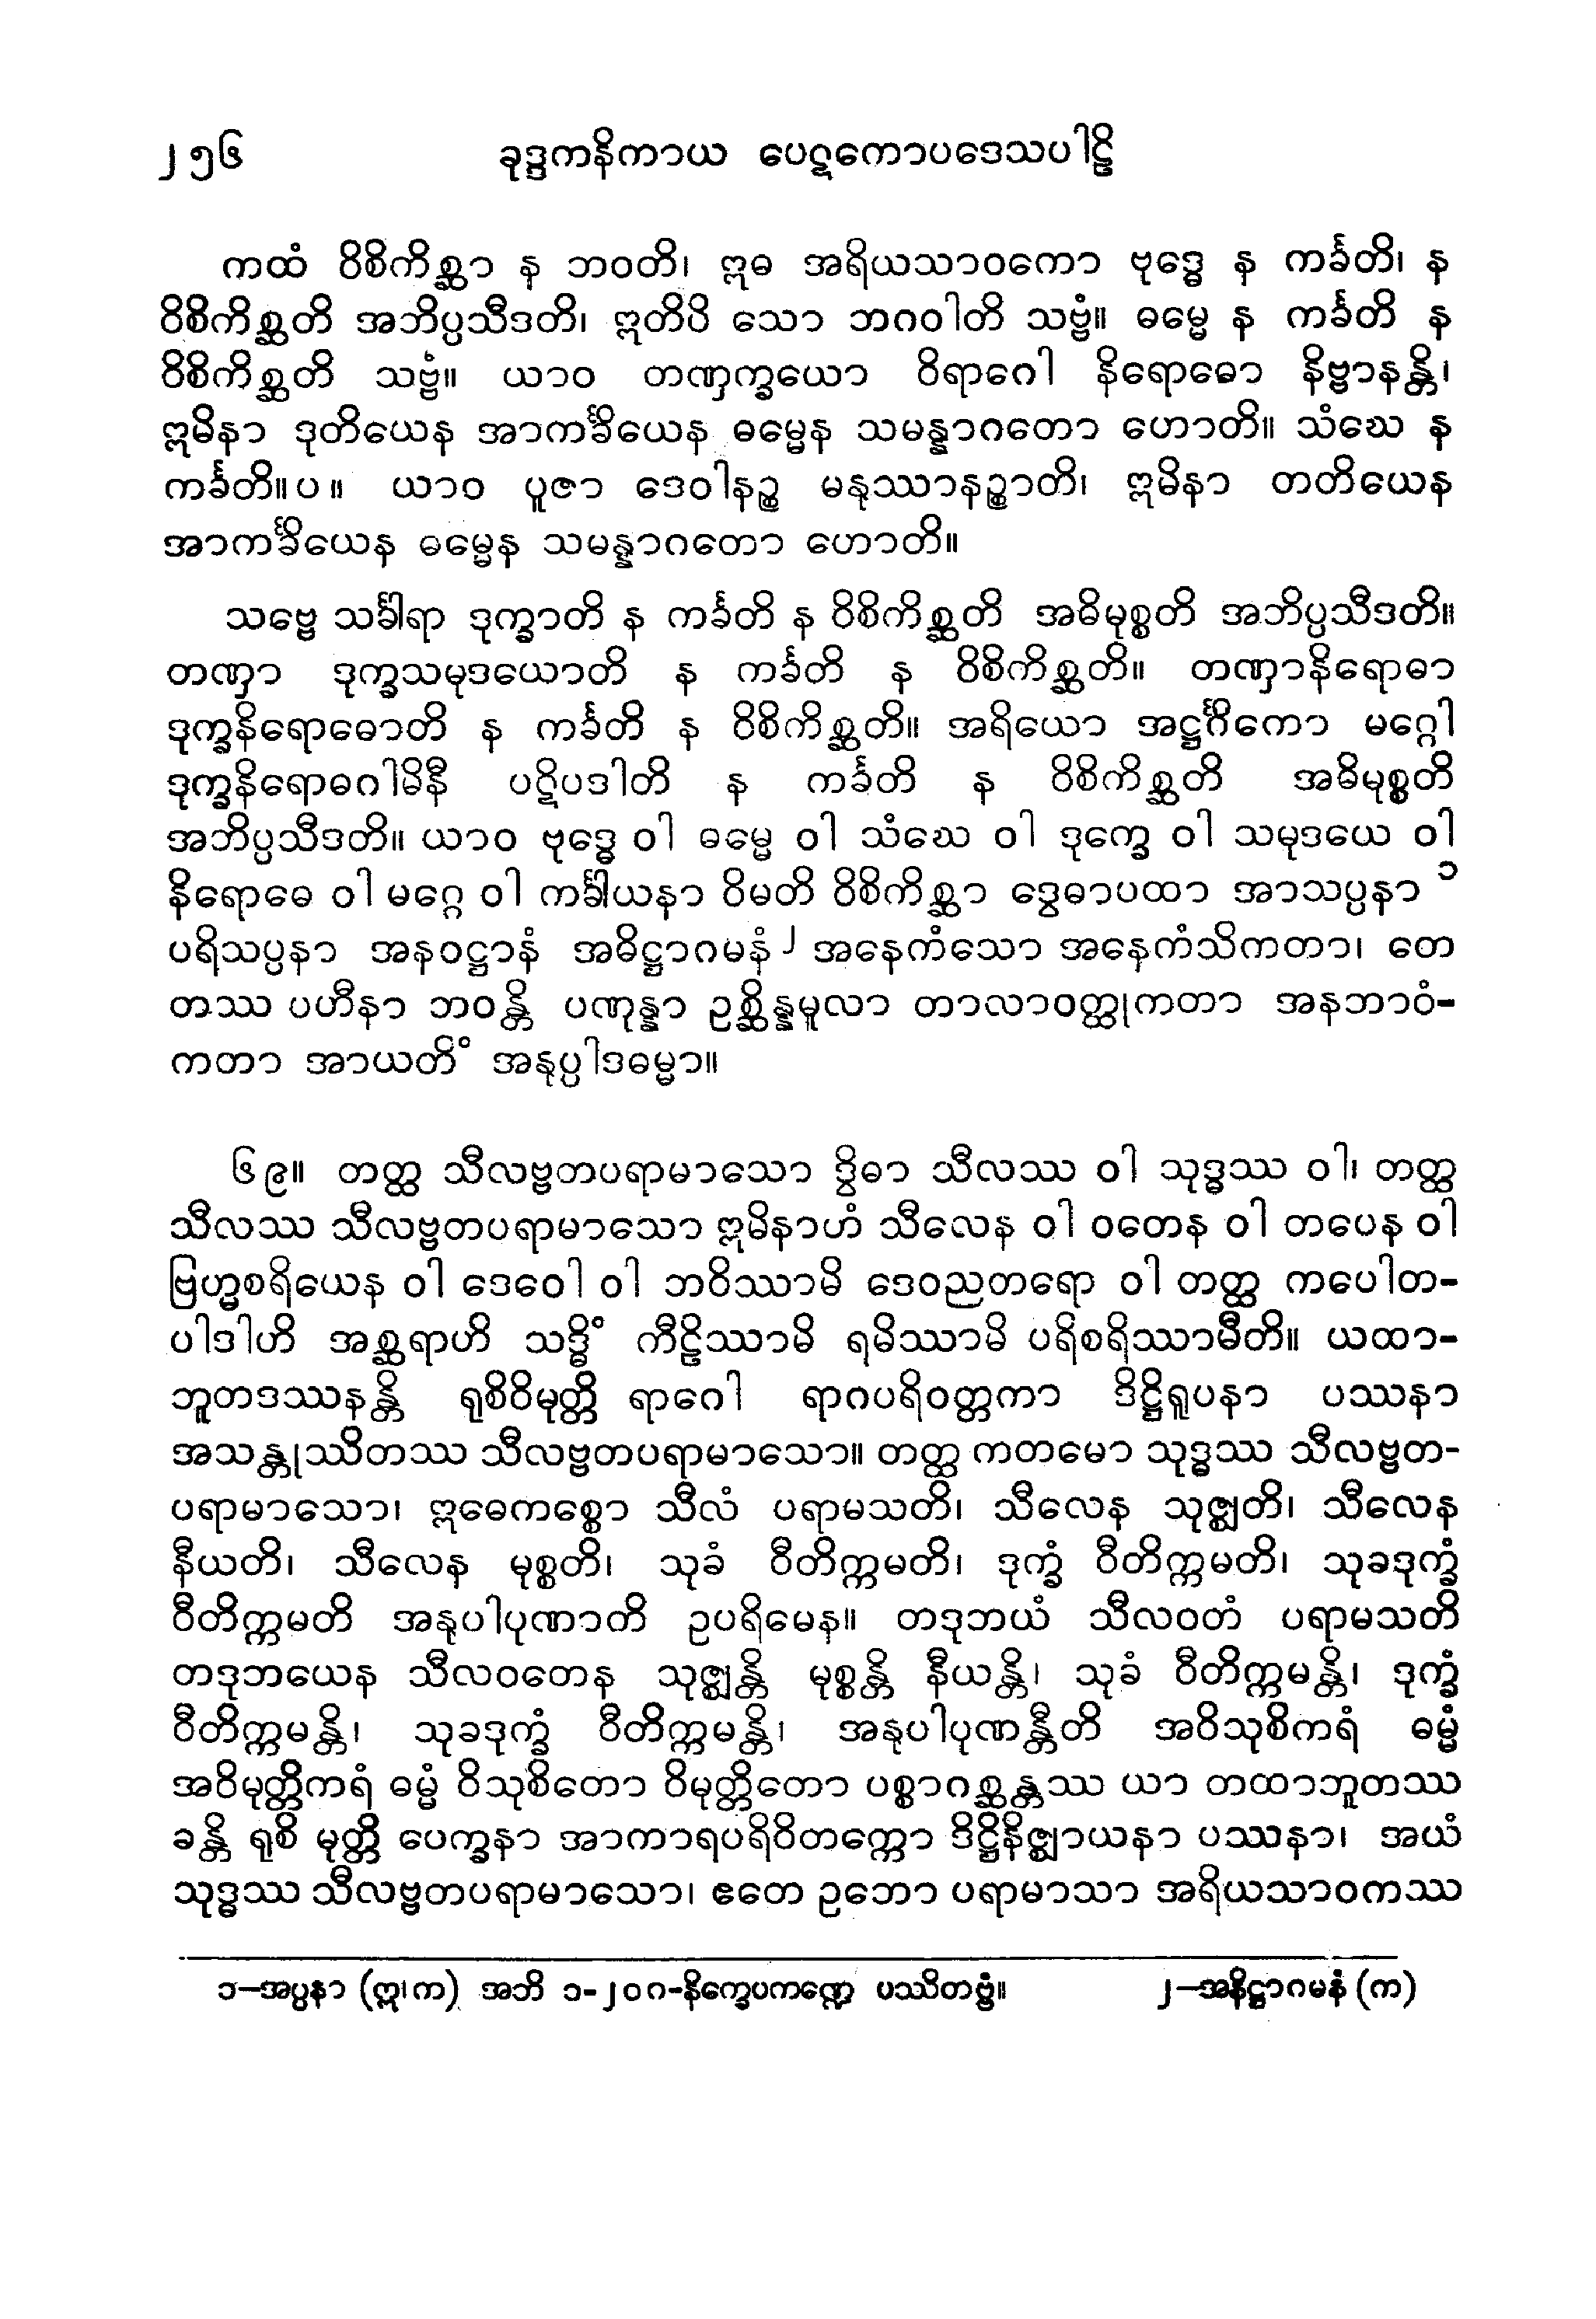 ၂၅၆ ခုဒ္ဒကနိကာယ ပေဋကောပဒေသပါဠိ
ကထံ ဝိစိကိစ္ဆာ န ဘဝတိ၊ ဣဓ အရိယသာဝကော ဗုဒ္ဓေ န ကင်္ခတိ၊ န
ဝိစိကိစ္ဆတိ အဘိပ္ပသီဒတိ၊ ဣတိပိ သော ဘဂဝါတိ သဗ္ဗံ။ ဓမ္မေ န ကင်္ခတိ န
ဝိစိကိစ္ဆတိ သဗ္ဗံ။ ယာဝ တဏှက္ခယော ဝိရာဂေါ နိရောဓော နိဗ္ဗာနန္တိ၊
ဣမိနာ ဒုတိယေန အာကင်္ခိယေန ဓမ္မေန သမန္နာဂတော ဟောတိ။ သံဃေ န
ကင်္ခတိ။ပ။ ယာဝ ပူဇာ ဒေဝါနဉ္စ မနုဿာနဉ္စာတိ၊ ဣမိနာ တတိယေန
အာကင်္ခိယေန ဓမ္မေန သမန္နာဂတော ဟောတိ။
သဗ္ဗေ သင်္ခါရာ ဒုက္ခာတိ န ကင်္ခတိ န ဝိစိကိစ္ဆတိ အဓိမုစ္စတိ အဘိပ္ပသီဒတိ။
တဏှာ ဒုက္ခသမုဒယောတိ န ကင်္ခတိ န ဝိစိကိစ္ဆတိ။ တဏှာနိရောဓာ
ဒုက္ခနိရောဓောတိ န ကင်္ခတိ န ဝိစိကိစ္ဆတိ။ အရိယော အဋ္ဌင်္ဂိကော မဂ္ဂေါ
ဒုက္ခနိရောဓဂါမိနီ ပဋိပဒါတိ န ကင်္ခတိ န ဝိစိကိစ္ဆတိ အဓိမုစ္စတိ
အဘိပ္ပသီဒတိ။ ယာဝ ဗုဒ္ဓေ ဝါ ဓမ္မေ ဝါ သံဃေ ဝါ ဒုက္ခေ ဝါ သမုဒယေ ဝါ
နိရောဓေ ဝါ မဂ္ဂေ ဝါ ကင်္ခါယနာ ဝိမတိ ဝိစိကိစ္ဆာ ဒွေဓာပထာ အာသပ္ပနာ ၁
ပရိသပ္ပနာ အနဝဋ္ဌာနံ အဓိဋ္ဌာဂမနံ ၂ အနေကံသော အနေကံသိကတာ၊ တေ
တဿ ပဟီနာ ဘဝန္တိ ပဏုန္နာ ဥစ္ဆိန္နမူလာ တာလာဝတ္ထုကတာ အနဘာဝံ-
ကတာ အာယတိံ အနုပ္ပါဒဓမ္မာ။
၆၉။ တတ္ထ သီလဗ္ဗတပရာမာသော ဒွိဓာ သီလဿ ဝါ သုဒ္ဓဿ ဝါ၊ တတ္ထ
သီလဿ သီလဗ္ဗတပရာမာသော ဣမိနာဟံ သီလေန ဝါ ဝတေန ဝါ တပေန ဝါ
ဗြဟ္မစရိယေန ဝါ ဒေဝေါ ဝါ ဘဝိဿာမိ ဒေဝညတရော ဝါ တတ္ထ ကပေါတ-
ပါဒါဟိ အစ္ဆရာဟိ သဒ္ဓိံ ကီဠိဿာမိ ရမိဿာမိ ပရိစရိဿာမီတိ။ ယထာ-
ဘူတဒဿနန္တိ ရုစိဝိမုတ္တိ ရာဂေါ ရာဂပရိဝတ္တကာ ဒိဋ္ဌိရူပနာ ပဿနာ
အသန္တုဿိတဿ သီလဗ္ဗတပရာမာသော။ တတ္ထ ကတမော သုဒ္ဓဿ သီလဗ္ဗတ-
ပရာမာသော၊ ဣဓေကစ္စော သီလံ ပရာမသတိ၊ သီလေန သုဇ္ဈတိ၊ သီလေန
နီယတိ၊ သီလေန မုစ္စတိ၊ သုခံ ဝီတိက္ကမတိ၊ ဒုက္ခံ ဝီတိက္ကမတိ၊ သုခဒုက္ခံ
ဝီတိက္ကမတိ အနုပါပုဏာတိ ဥပရိမေန။ တဒုဘယံ သီလဝတံ ပရာမသတိ
တဒုဘယေန သီလဝတေန သုဇ္ဈန္တိ မုစ္စန္တိ နီယန္တိ၊ သုခံ ဝီတိက္ကမန္တိ၊ ဒုက္ခံ
ဝီတိက္ကမန္တိ၊ သုခဒုက္ခံ ဝီတိက္ကမန္တိ၊ အနုပါပုဏန္တီတိ အဝိသုစိကရံ ဓမ္မံ
အဝိမုတ္တိကရံ ဓမ္မံ ဝိသုစိတော ဝိမုတ္တိတော ပစ္စာဂစ္ဆန္တဿ ယာ တထာဘူတဿ
ခန္တိ ရုစိ မုတ္တိ ပေက္ခနာ အာကာရပရိဝိတက္ကော ဒိဋ္ဌိနိဇ္ဈာယနာ ပဿနာ၊ အယံ
သုဒ္ဓဿ သီလဗ္ဗတပရာမာသော၊ ဧတေ ဥဘော ပရာမာသာ အရိယသာဝကဿ
၁−အပ္ပနာ (ဣ၊က) အဘိ ၁-၂၀၈-နိက္ခေပကဏ္ဍေ ပဿိတဗ္ဗံ။ ၂−အနိဋ္ဌာဂမနံ (က)